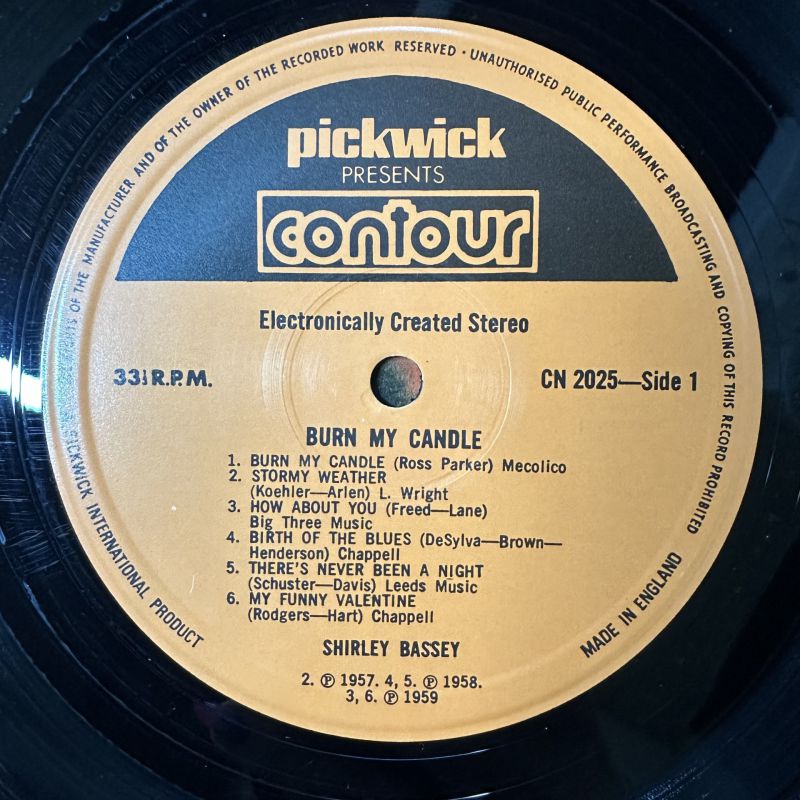 pickwick
PRESENTS
contour
Electronically Created Stereo
33⅓ R.P.M.
CN 2025—Side 1
BURN MY CANDLE
1. BURN MY CANDLE (Ross Parker) Mecolico
2. STORMY WEATHER
(Koehler—Arlen) L. Wright
3. HOW ABOUT YOU (Freed—Lane)
Big Three Music
4. BIRTH OF THE BLUES (DeSylva—Brown—
Henderson) Chappell
5. THERE'S NEVER BEEN A NIGHT
(Schuster—Davis) Leeds Music
6. MY FUNNY VALENTINE
(Rodgers—Hart) Chappell
SHIRLEY BASSEY
2. ℗ 1957. 4, 5. ℗ 1958.
3, 6. ℗ 1959
PICKWICK INTERNATIONAL PRODUCT
RIGHTS OF THE MANUFACTURER AND OF THE OWNER OF THE RECORDED WORK RESERVED · UNAUTHORISED PUBLIC PERFORMANCE BROADCASTING AND COPYING OF THIS RECORD PROHIBITED
MADE IN ENGLAND